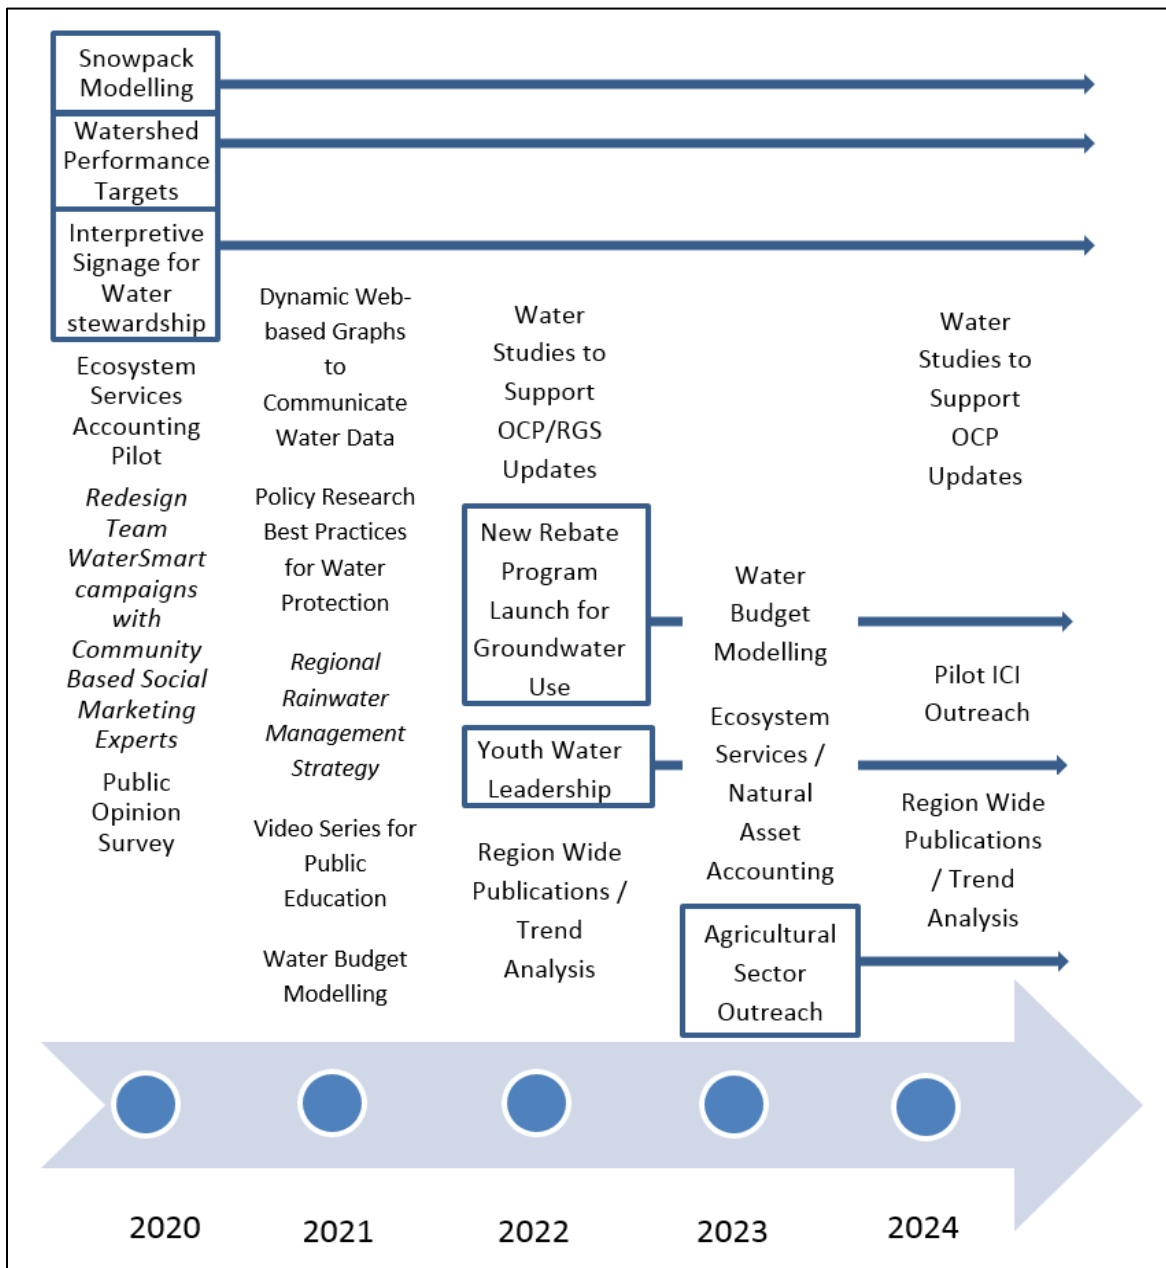 Snowpack
Modelling
Watershed
Performance
Targets
Interpretive
Signage for
Water
stewardship
Ecosystem
Services
Accounting
Pilot
Redesign
Team
WaterSmart
campaigns
with
Community
Based Social
Marketing
Experts
Public
Opinion
Survey
Dynamic Web-
based Graphs
to
Communicate
Water Data
Policy Research
Best Practices
for Water
Protection
Regional
Rainwater
Management
Strategy
Video Series for
Public
Education
Water Budget
Modelling
Water
Studies to
Support
OCP/RGS
Updates
New Rebate
Program
Launch for
Groundwater
Use
Youth Water
Leadership
Region Wide
Publications /
Trend
Analysis
Water
Budget
Modelling
Ecosystem
Services /
Natural
Asset
Accounting
Agricultural
Sector
Outreach
Water
Studies to
Support
OCP
Updates
Pilot ICI
Outreach
Region Wide
Publications
/ Trend
Analysis
2020
2021
2022
2023
2024